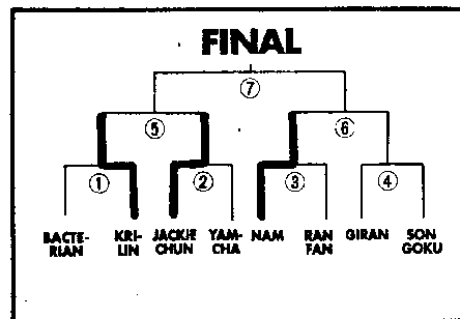 FINAL
⑦
⑤
⑥
①
②
③
④
BACTE-
RIAN
KRI-
LIN
JACKIE
CHUN
YAM-
CHA
NAM
RAN
FAN
GIRAN
SON
GOKU